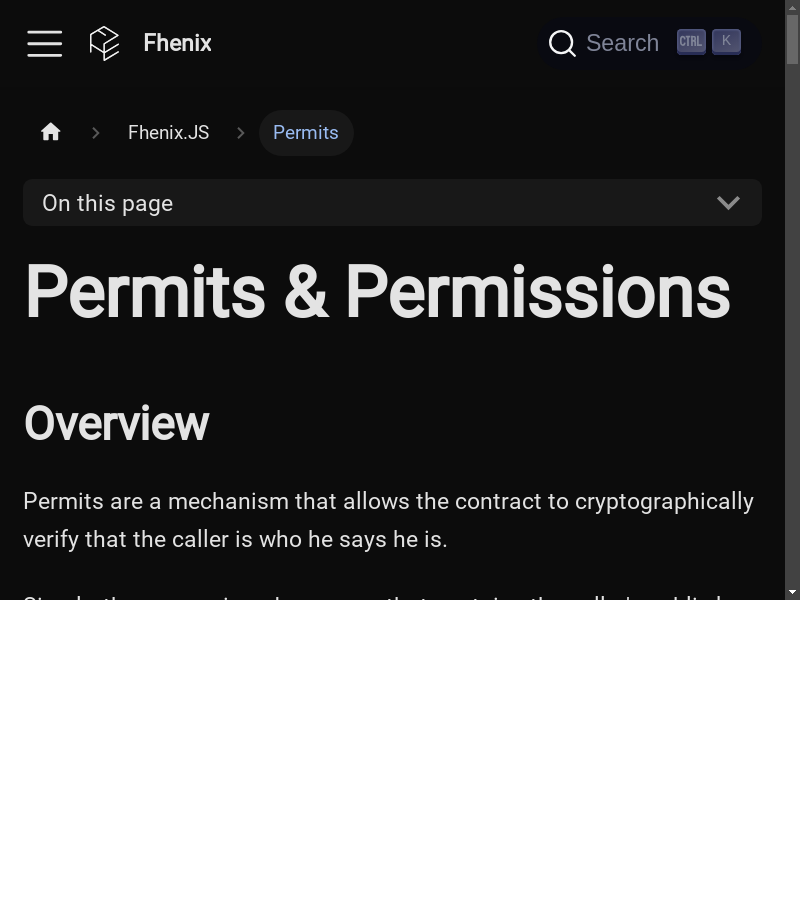 Fhenix
Search CTRL K
Fhenix.JS
Permits
On this page
Permits & Permissions
Overview
Permits are a mechanism that allows the contract to cryptographically
verify that the caller is who he says he is.